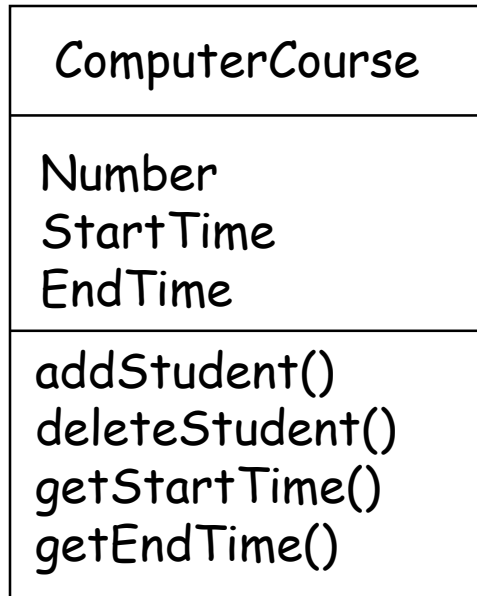 ComputerCourse
Number
StartTime
EndTime
addStudent()
deleteStudent()
getStartTime()
getEndTime()